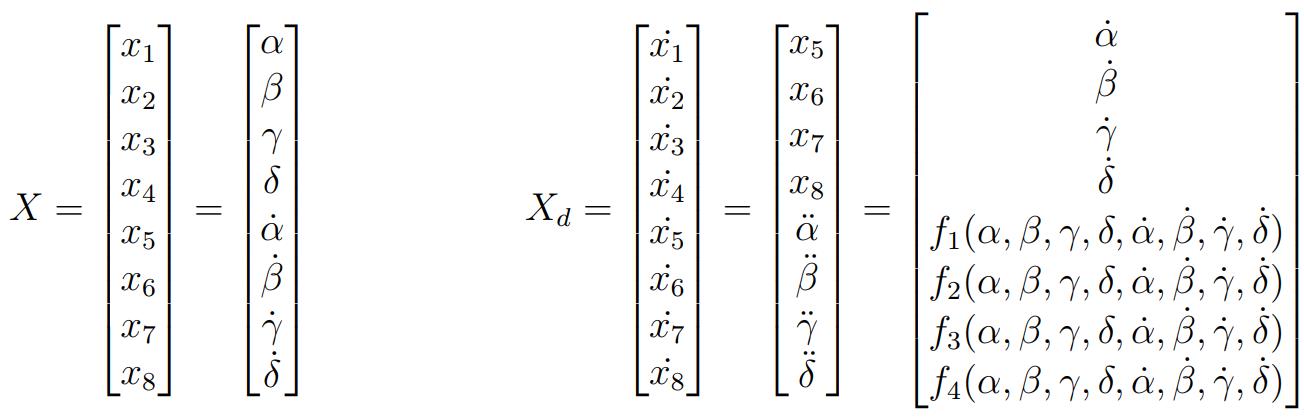 X = \begin{bmatrix} x_1 \\ x_2 \\ x_3 \\ x_4 \\ x_5 \\ x_6 \\ x_7 \\ x_8 \end{bmatrix} = \begin{bmatrix} \alpha \\ \beta \\ \gamma \\ \delta \\ \dot{\alpha} \\ \dot{\beta} \\ \dot{\gamma} \\ \dot{\delta} \end{bmatrix}
X_d = \begin{bmatrix} \dot{x_1} \\ \dot{x_2} \\ \dot{x_3} \\ \dot{x_4} \\ \dot{x_5} \\ \dot{x_6} \\ \dot{x_7} \\ \dot{x_8} \end{bmatrix} = \begin{bmatrix} x_5 \\ x_6 \\ x_7 \\ x_8 \\ \ddot{\alpha} \\ \ddot{\beta} \\ \ddot{\gamma} \\ \ddot{\delta} \end{bmatrix} = \begin{bmatrix} \dot{\alpha} \\ \dot{\beta} \\ \dot{\gamma} \\ \dot{\delta} \\ f_1(\alpha, \beta, \gamma, \delta, \dot{\alpha}, \dot{\beta}, \dot{\gamma}, \dot{\delta}) \\ f_2(\alpha, \beta, \gamma, \delta, \dot{\alpha}, \dot{\beta}, \dot{\gamma}, \dot{\delta}) \\ f_3(\alpha, \beta, \gamma, \delta, \dot{\alpha}, \dot{\beta}, \dot{\gamma}, \dot{\delta}) \\ f_4(\alpha, \beta, \gamma, \delta, \dot{\alpha}, \dot{\beta}, \dot{\gamma}, \dot{\delta}) \end{bmatrix}